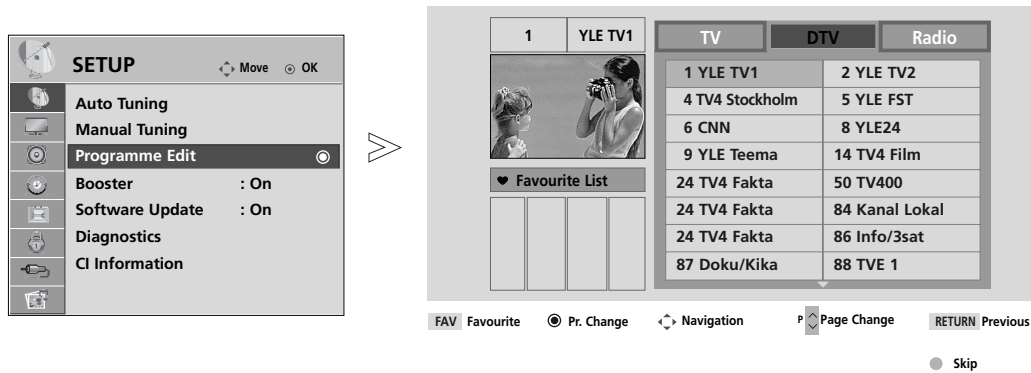 SETUP
Move OK
Auto Tuning
Manual Tuning
Programme Edit
Booster : On
Software Update : On
Diagnostics
CI Information
1 YLE TV1
Favourite List
TV DTV Radio
1 YLE TV1 2 YLE TV2
4 TV4 Stockholm 5 YLE FST
6 CNN 8 YLE24
9 YLE Teema 14 TV4 Film
24 TV4 Fakta 50 TV400
24 TV4 Fakta 84 Kanal Lokal
24 TV4 Fakta 86 Info/3sat
87 Doku/Kika 88 TVE 1
FAV Favourite Pr. Change Navigation P Page Change RETURN Previous
Skip